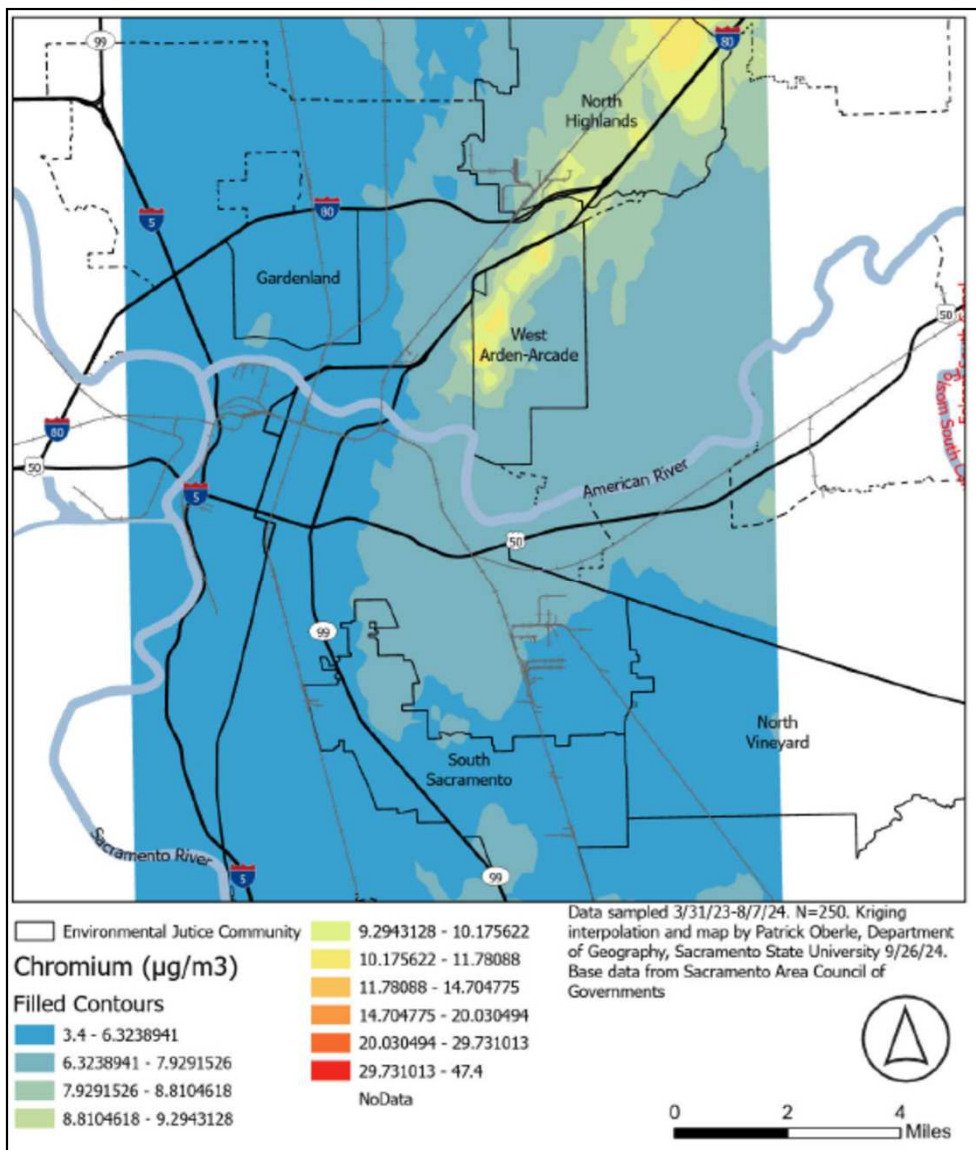 99
80
North
Highlands
5
80
Gardenland
50
West
Arden-Arcade
80
50
5
American River
50
99
North
Vineyard
South
Sacramento
Sacramento River
5
99
Environmental Jutice Community
Chromium (µg/m3)
Filled Contours
3.4 - 6.3238941
6.3238941 - 7.9291526
7.9291526 - 8.8104618
8.8104618 - 9.2943128
9.2943128 - 10.175622
10.175622 - 11.78088
11.78088 - 14.704775
14.704775 - 20.030494
20.030494 - 29.731013
29.731013 - 47.4
NoData
Data sampled 3/31/23-8/7/24. N=250. Kriging
interpolation and map by Patrick Oberle, Department
of Geography, Sacramento State University 9/26/24.
Base data from Sacramento Area Council of
Governments
0 2 4
Miles